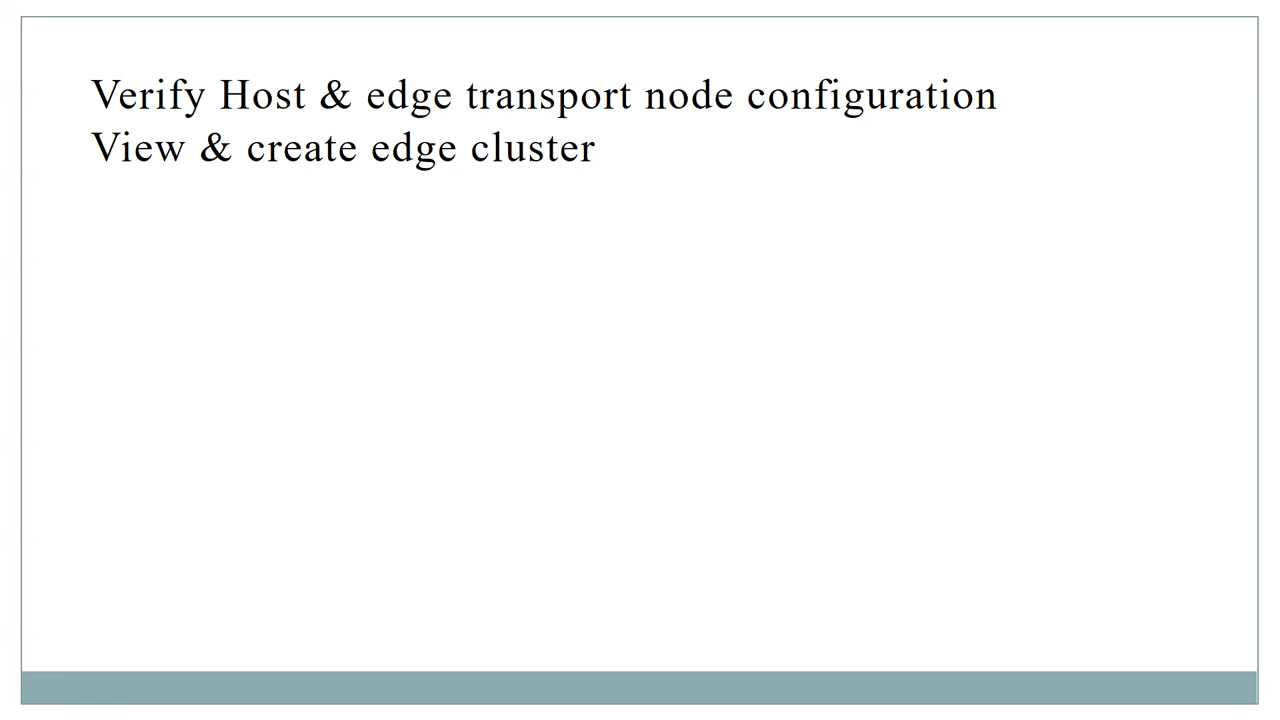 Verify Host & edge transport node configuration
View & create edge cluster